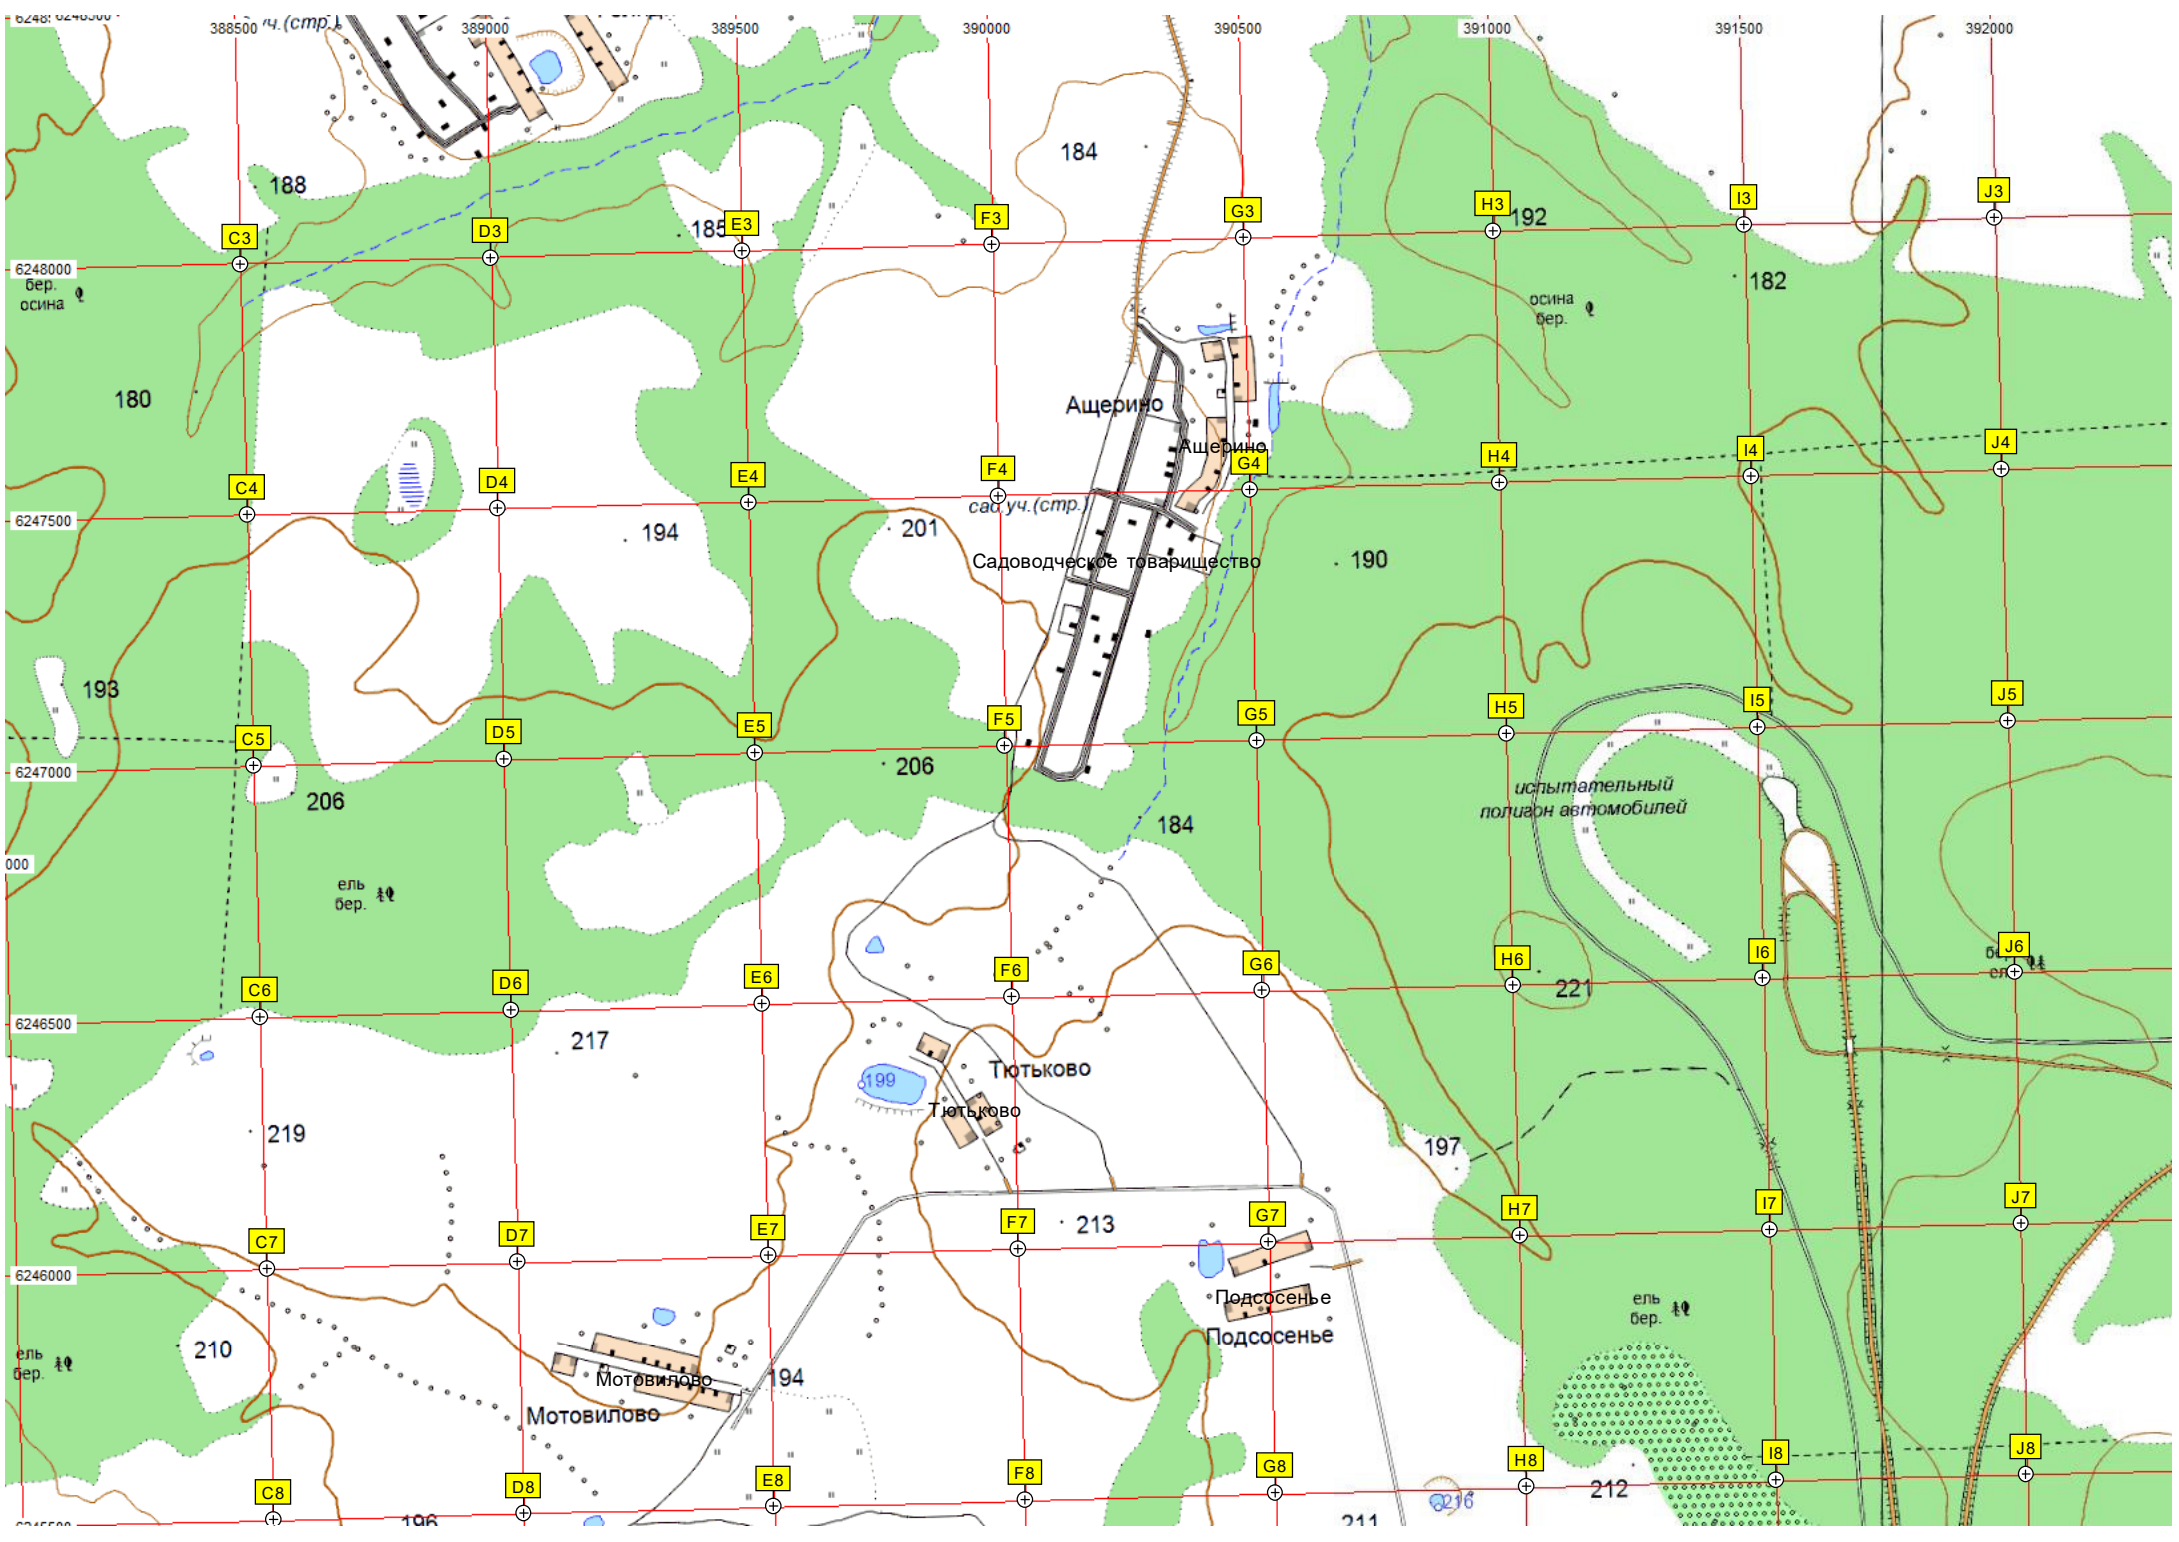 388500
уч.(стр.)
389000
389500
390000
390500
391000
391500
392000
184
188
192
185
C3
D3
E3
F3
G3
H3
I3
J3
6248000
182
бер.
осина
осина
бер.
180
Ащерино
Ащерино
C4
D4
E4
F4
G4
H4
I4
J4
сад.уч.(стр.)
6247500
194
201
190
Садоводческое товарищество
193
C5
D5
E5
F5
G5
H5
I5
J5
6247000
206
206
испытательный
полигон автомобилей
184
000
ель
бер.
C6
D6
E6
F6
G6
H6
I6
J6
221
6246500
217
Тютьково
199
Тютьково
219
197
C7
D7
E7
F7
G7
H7
I7
J7
213
6246000
Подсосенье
ель
бер.
Подсосенье
210
ель
бер.
Мотовилово
194
Мотовилово
C8
D8
E8
F8
G8
H8
I8
J8
212
216
196
211